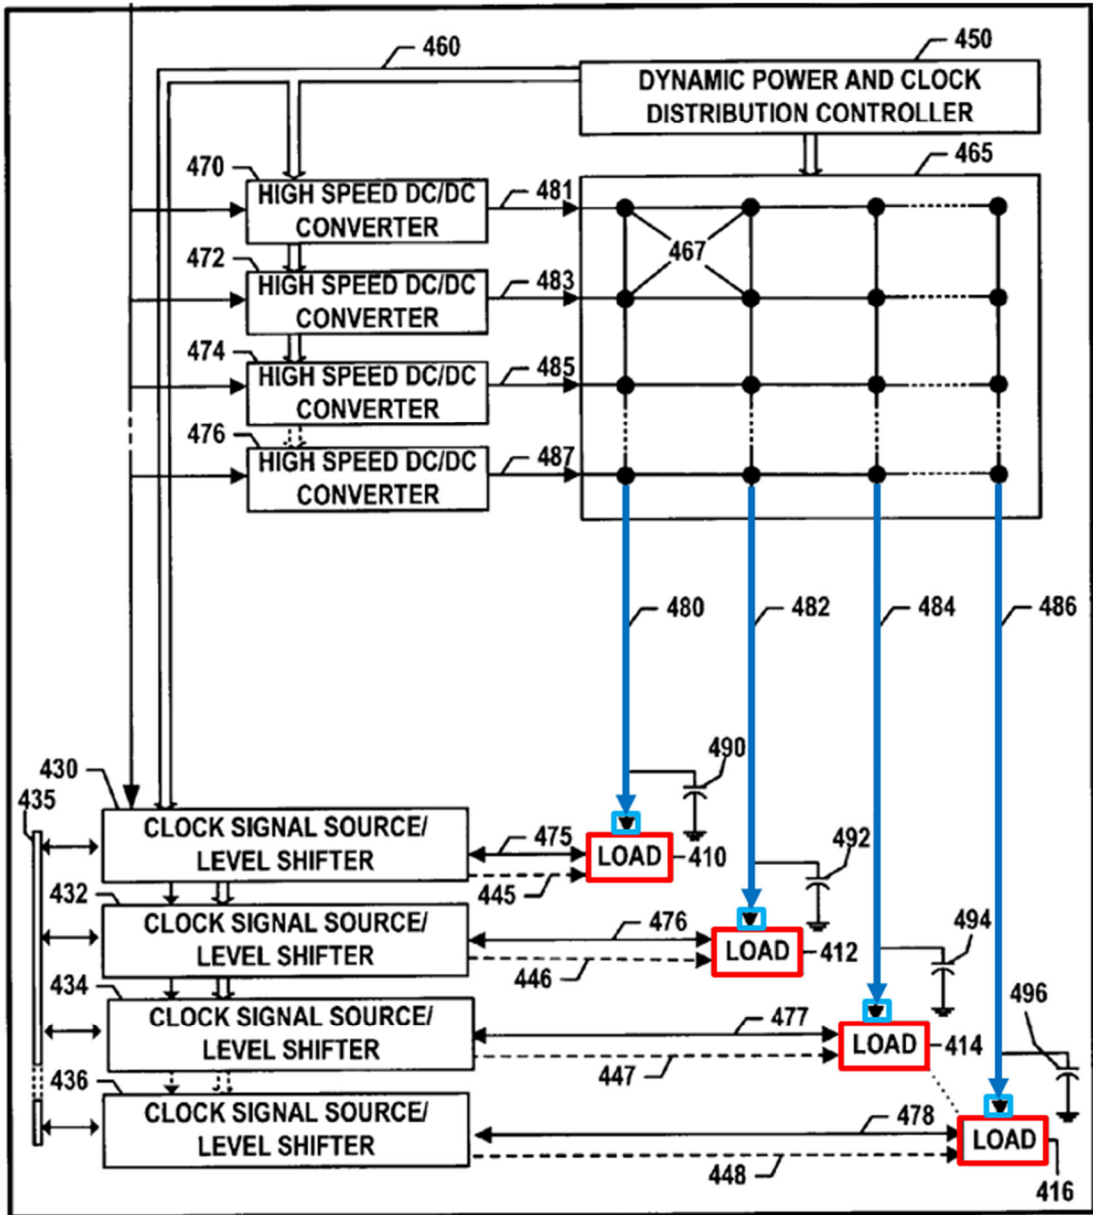 460
450
DYNAMIC POWER AND CLOCK
DISTRIBUTION CONTROLLER
470
HIGH SPEED DC/DC
CONVERTER
481
465
467
472
HIGH SPEED DC/DC
CONVERTER
483
474
HIGH SPEED DC/DC
CONVERTER
485
476
HIGH SPEED DC/DC
CONVERTER
487
480
482
484
486
490
430
435
CLOCK SIGNAL SOURCE/
LEVEL SHIFTER
475
LOAD
410
445
492
432
CLOCK SIGNAL SOURCE/
LEVEL SHIFTER
476
LOAD
412
446
494
434
CLOCK SIGNAL SOURCE/
LEVEL SHIFTER
477
LOAD
414
447
496
436
CLOCK SIGNAL SOURCE/
LEVEL SHIFTER
478
LOAD
448
416